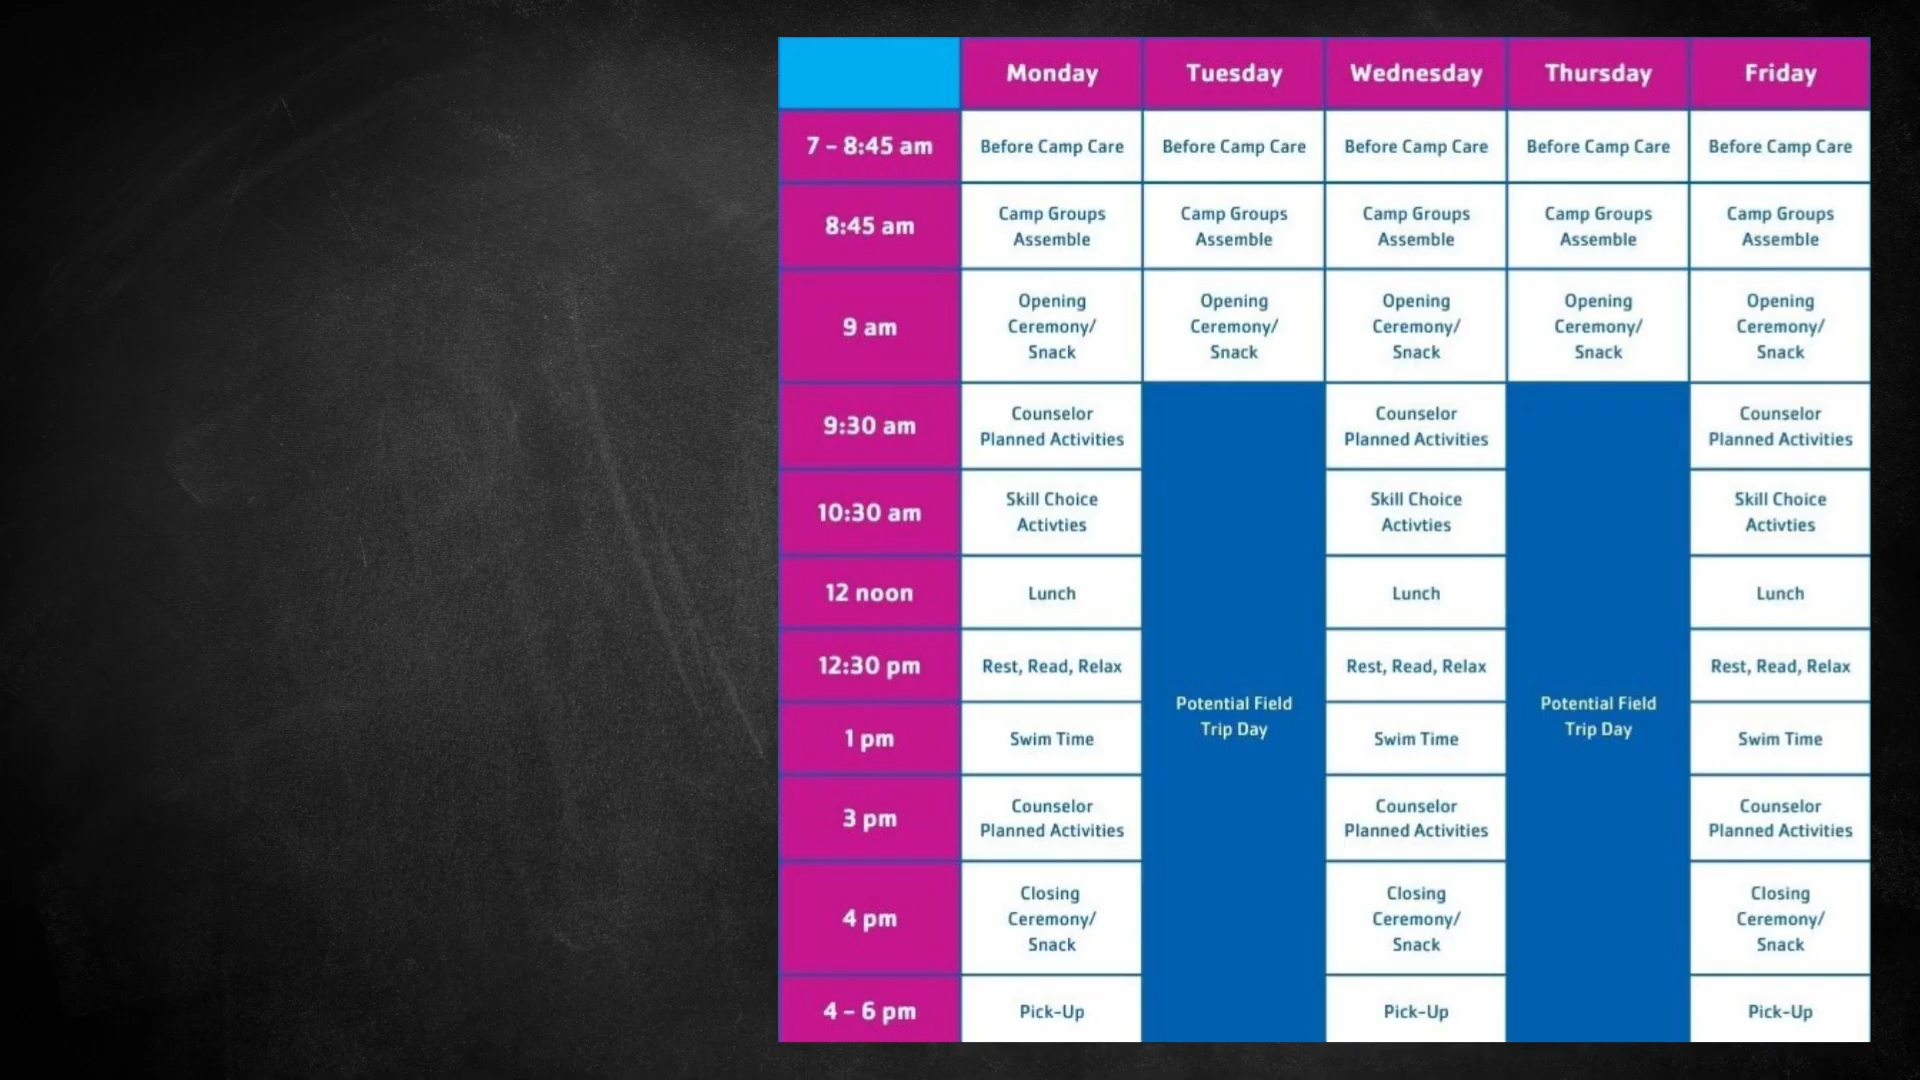 Monday Tuesday Wednesday Thursday Friday
7 – 8:45 am Before Camp Care Before Camp Care Before Camp Care Before Camp Care Before Camp Care
8:45 am
Camp Groups Camp Groups Camp Groups Camp Groups Camp Groups
Assemble Assemble Assemble Assemble Assemble
9 am
Opening Opening Opening Opening Opening
Ceremony/ Ceremony/ Ceremony/ Ceremony/ Ceremony/
Snack Snack Snack Snack Snack
9:30 am
Counselor Counselor Counselor
Planned Activities Planned Activities Planned Activities
10:30 am
Skill Choice Skill Choice Skill Choice
Activties Activties Activties
12 noon Lunch Lunch Lunch
12:30 pm Rest, Read, Relax Rest, Read, Relax Rest, Read, Relax
Potential Field Potential Field
Trip Day Trip Day
1 pm Swim Time Swim Time Swim Time
3 pm
Counselor Counselor Counselor
Planned Activities Planned Activities Planned Activities
4 pm
Closing Closing Closing
Ceremony/ Ceremony/ Ceremony/
Snack Snack Snack
4 – 6 pm Pick-Up Pick-Up Pick-Up